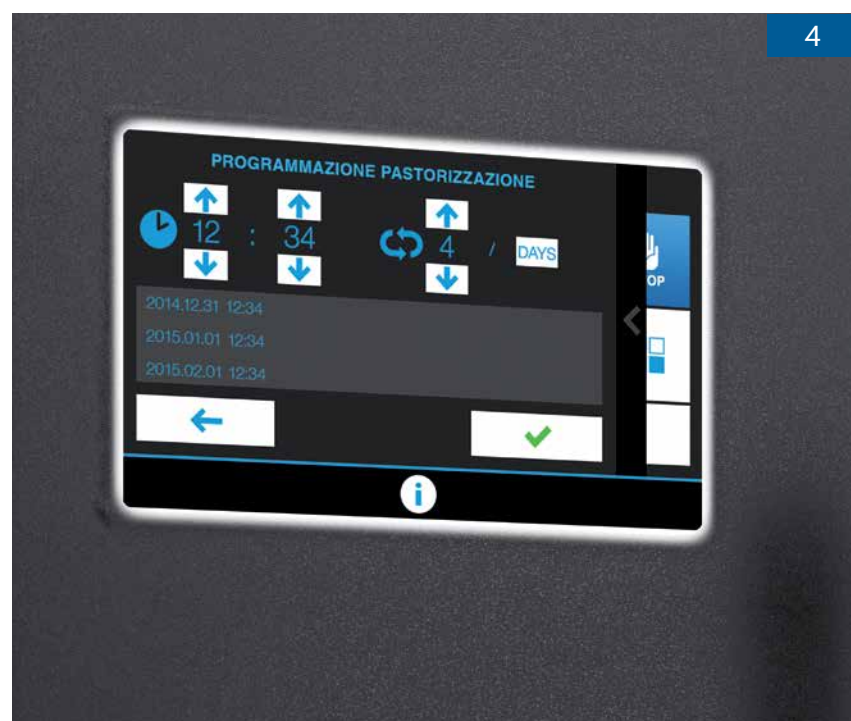 4
PROGRAMMAZIONE PASTORIZZAZIONE
12 : 34 4 / DAYS
2014.12.31 12:34
2015.01.01 12:34
2015.02.01 12:34
OP
i